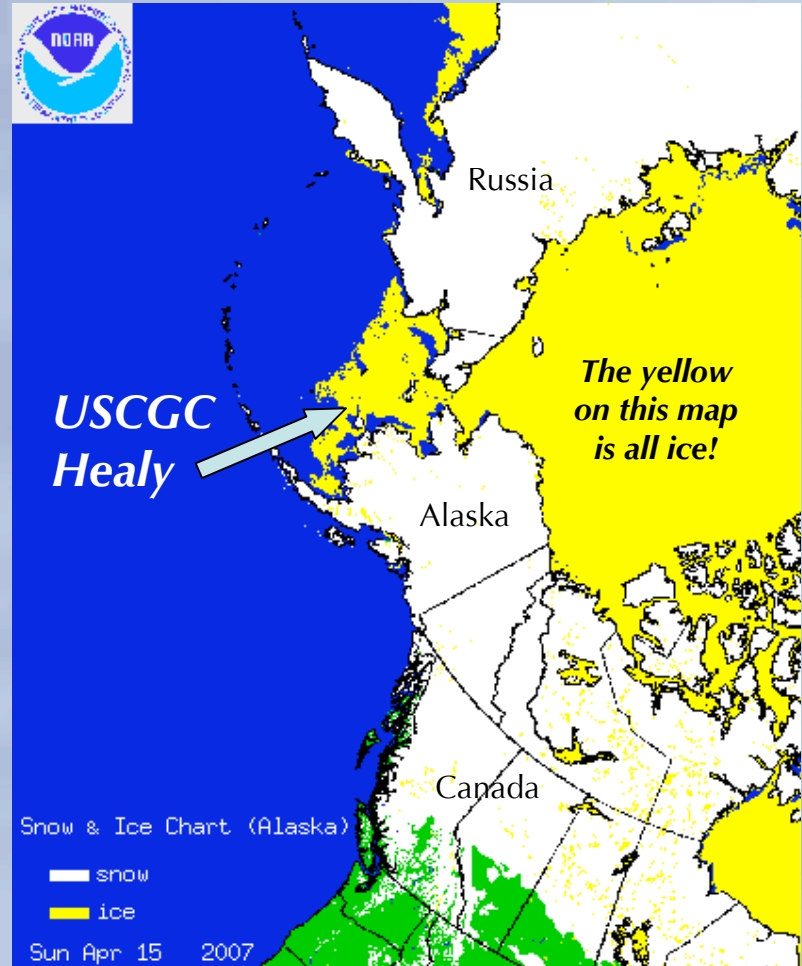 NOAA
Russia
The yellow
on this map
is all ice!
USCGC
Healy
Alaska
Canada
Snow & Ice Chart (Alaska)
snow
ice
Sun Apr 15 2007